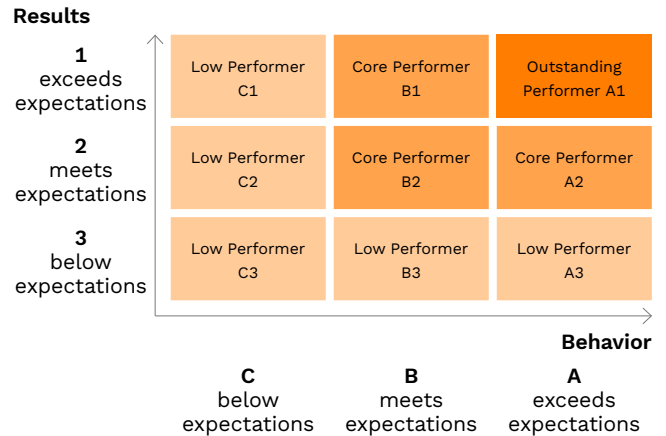 Results
1
exceeds
expectations
Low Performer
C1
Core Performer
B1
Outstanding
Performer A1
2
meets
expectations
Low Performer
C2
Core Performer
B2
Core Performer
A2
3
below
expectations
Low Performer
C3
Low Performer
B3
Low Performer
A3
Behavior
C
below
expectations
B
meets
expectations
A
exceeds
expectations